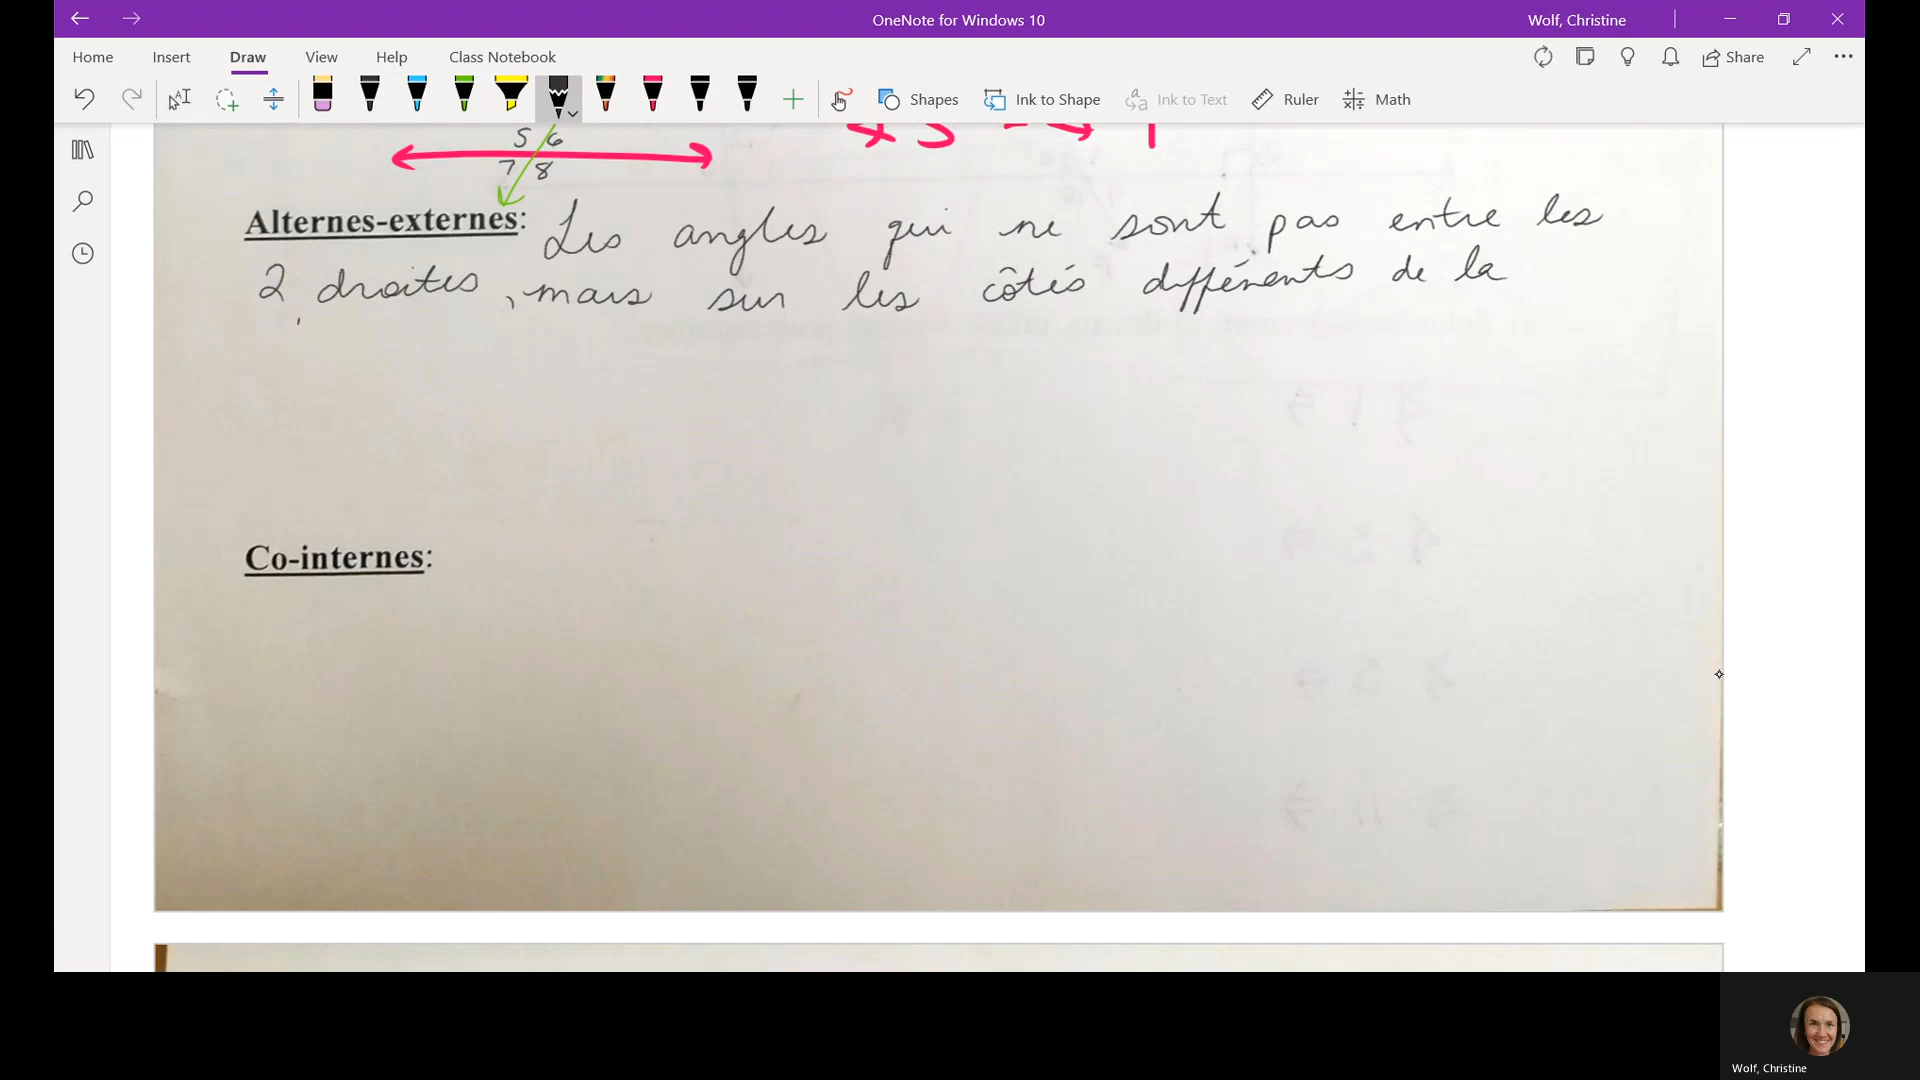 OneNote for Windows 10
Wolf, Christine
Home Insert Draw View Help Class Notebook
Share
Shapes Ink to Shape Ink to Text Ruler Math
5 6
7 8
Alternes-externes: Les angles qui ne sont pas entre les
2 droites, mais sur les côtés différents de la
Co-internes:
Wolf, Christine